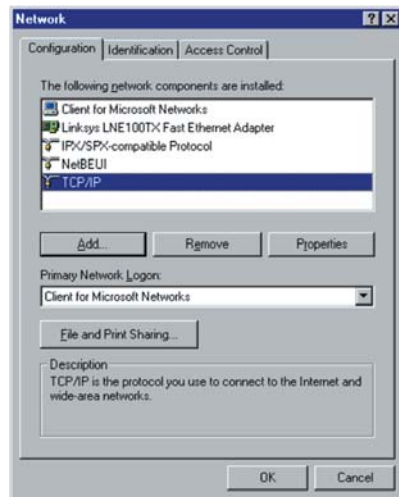 Network
Configuration Identification Access Control
The following network components are installed:
Client for Microsoft Networks
Linksys LNE100TX Fast Ethernet Adapter
IPX/SPX-compatible Protocol
NetBEUI
TCP/IP
Add... Remove Properties
Primary Network Logon:
Client for Microsoft Networks
File and Print Sharing...
Description
TCP/IP is the protocol you use to connect to the Internet and
wide-area networks.
OK Cancel